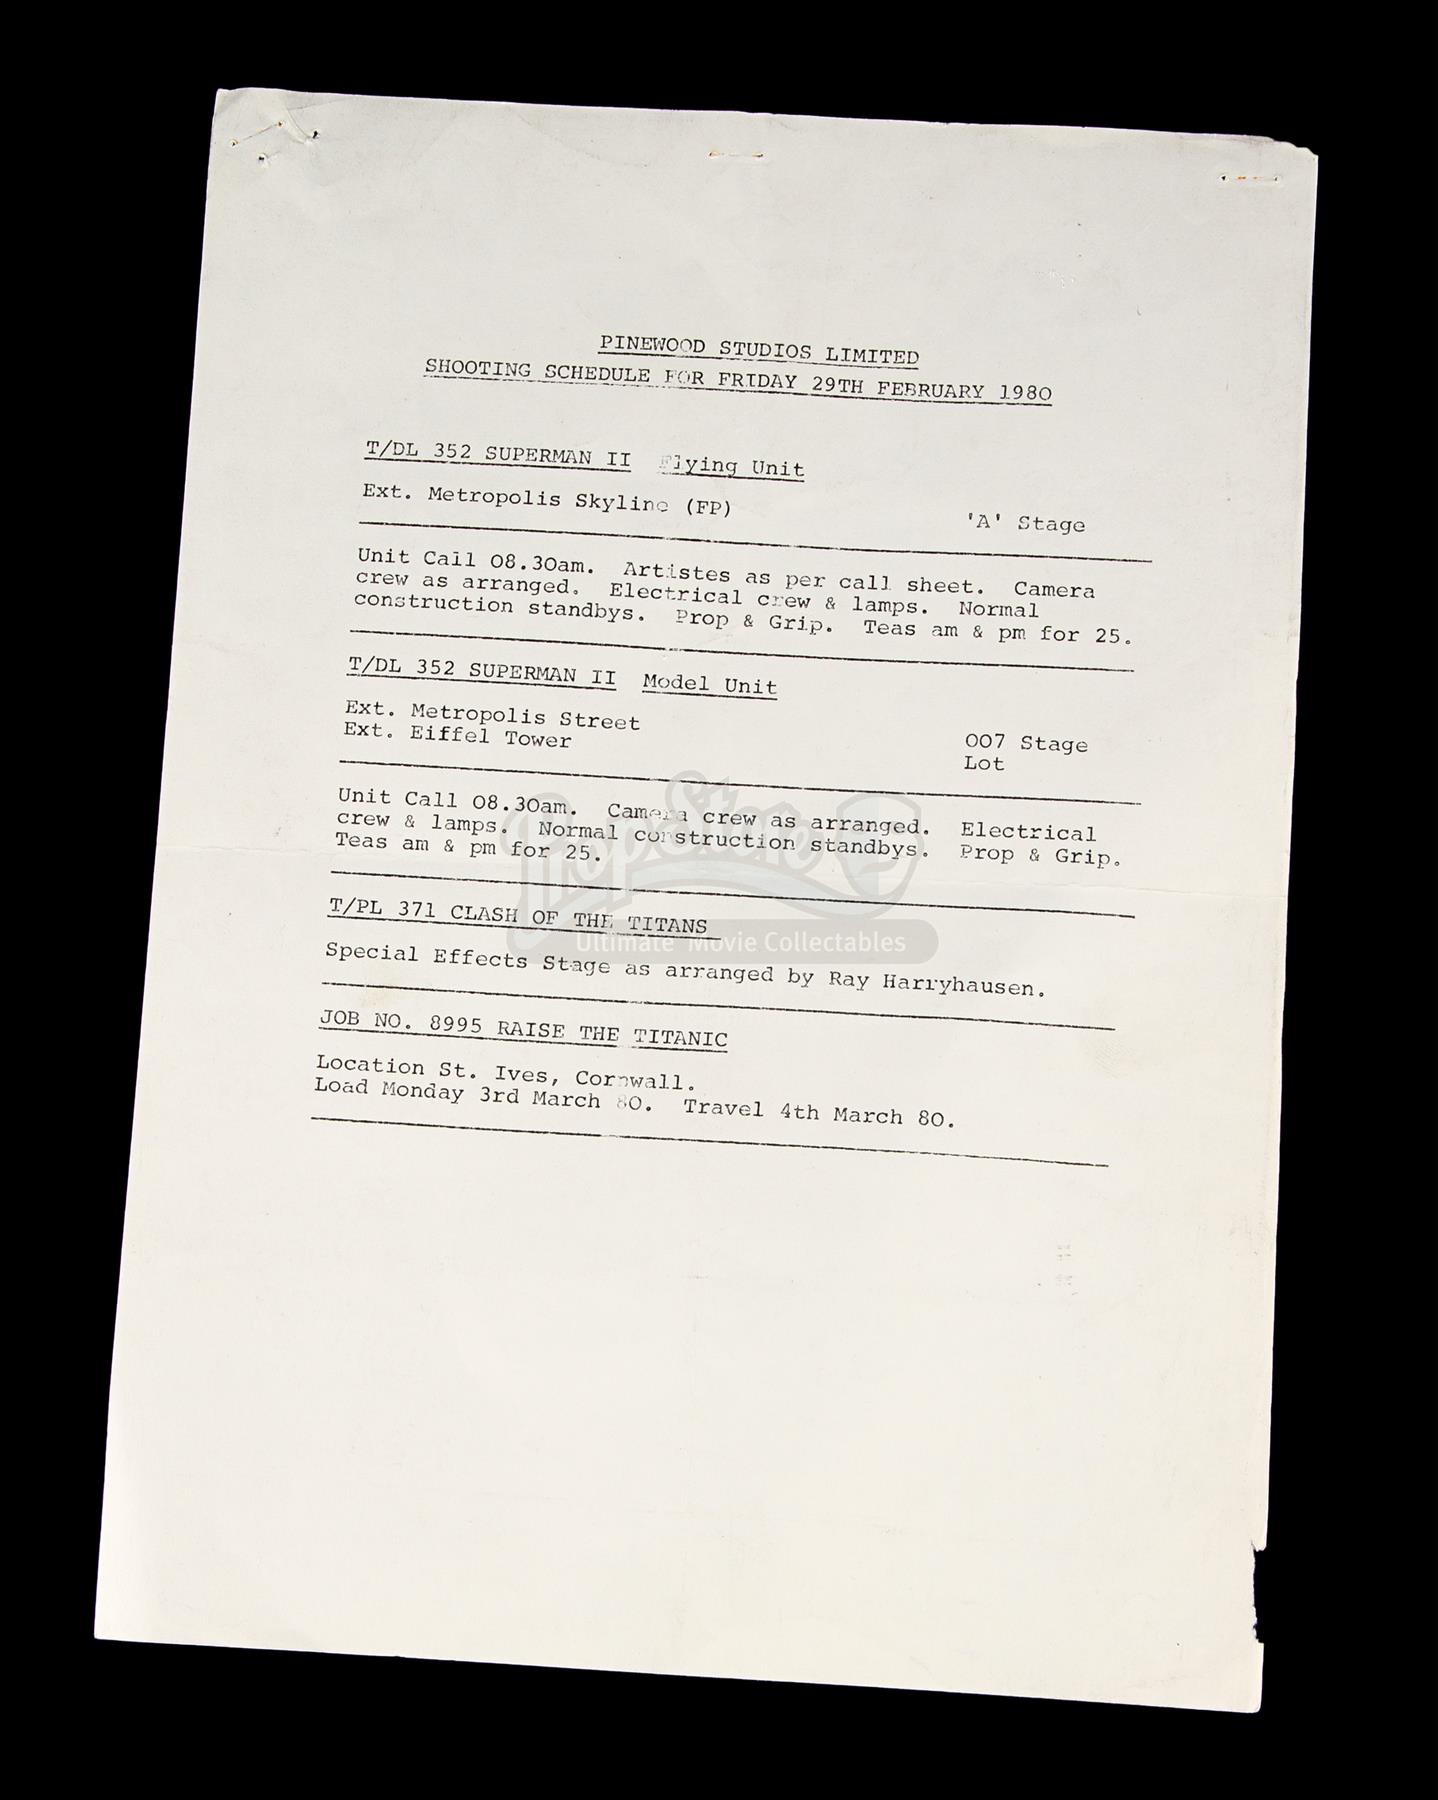 PINEWOOD STUDIOS LIMITED
SHOOTING SCHEDULE FOR FRIDAY 29TH FEBRUARY 1980
T/DL 352 SUPERMAN II Flying Unit
Ext. Metropolis Skyline (FP) 'A' Stage
Unit Call 08.30am. Artistes as per call sheet. Camera
crew as arranged. Electrical crew & lamps. Normal
construction standbys. Prop & Grip. Teas am & pm for 25.
T/DL 352 SUPERMAN II Model Unit
Ext. Metropolis Street 007 Stage
Ext. Eiffel Tower Lot
Unit Call 08.30am. Camera crew as arranged. Electrical
crew & lamps. Normal construction standbys. Prop & Grip.
Teas am & pm for 25.
PropStore
T/PL 371 CLASH OF THE TITANS
Ultimate Movie Collectables
Special Effects Stage as arranged by Ray Harryhausen.
JOB NO. 8995 RAISE THE TITANIC
Location St. Ives, Cornwall.
Load Monday 3rd March 80. Travel 4th March 80.